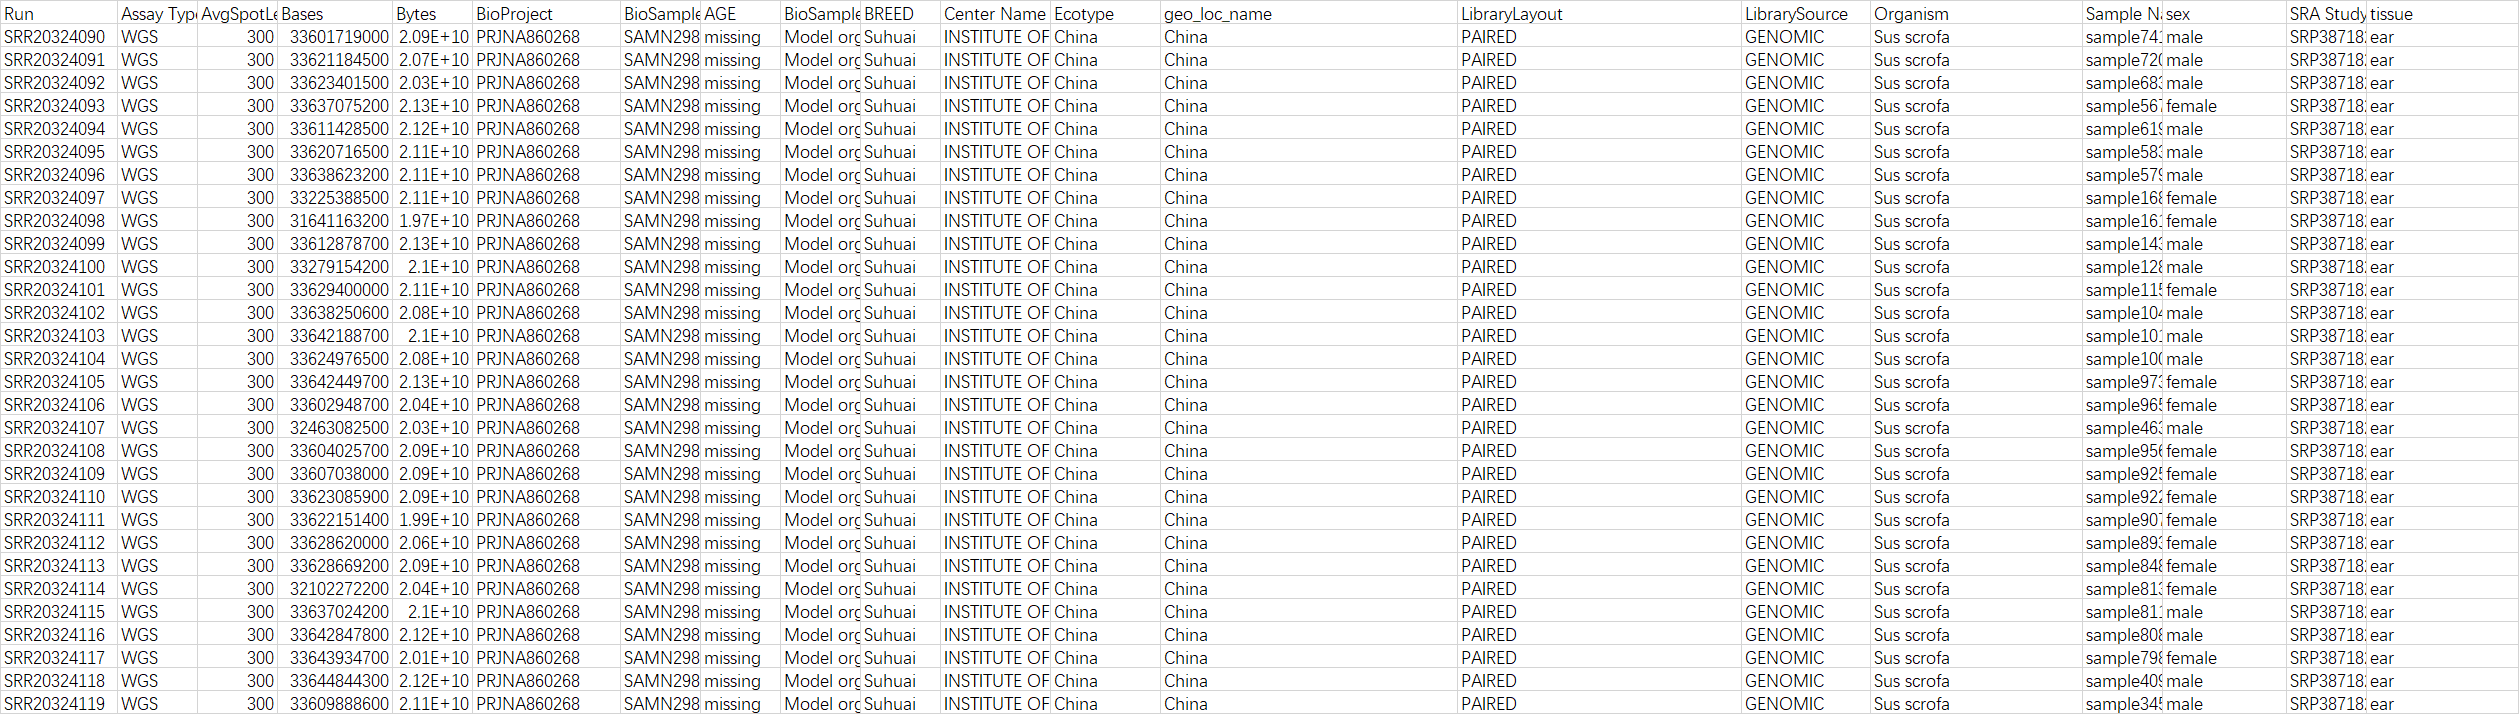 Run Assay Typ AvgSpotLe Bases Bytes BioProject BioSample AGE BioSample BREED Center Name Ecotype geo_loc_name LibraryLayout LibrarySource Organism Sample Na sex SRA Study tissue
SRR20324090 WGS 300 33601719000 2.09E+10 PRJNA860268 SAMN298 missing Model org Suhuai INSTITUTE OF China China PAIRED GENOMIC Sus scrofa sample741 male SRP38718 ear
SRR20324091 WGS 300 33621184500 2.07E+10 PRJNA860268 SAMN298 missing Model org Suhuai INSTITUTE OF China China PAIRED GENOMIC Sus scrofa sample720 male SRP38718 ear
SRR20324092 WGS 300 33623401500 2.03E+10 PRJNA860268 SAMN298 missing Model org Suhuai INSTITUTE OF China China PAIRED GENOMIC Sus scrofa sample683 male SRP38718 ear
SRR20324093 WGS 300 33637075200 2.13E+10 PRJNA860268 SAMN298 missing Model org Suhuai INSTITUTE OF China China PAIRED GENOMIC Sus scrofa sample567 female SRP38718 ear
SRR20324094 WGS 300 33611428500 2.12E+10 PRJNA860268 SAMN298 missing Model org Suhuai INSTITUTE OF China China PAIRED GENOMIC Sus scrofa sample619 male SRP38718 ear
SRR20324095 WGS 300 33620716500 2.11E+10 PRJNA860268 SAMN298 missing Model org Suhuai INSTITUTE OF China China PAIRED GENOMIC Sus scrofa sample583 male SRP38718 ear
SRR20324096 WGS 300 33638623200 2.11E+10 PRJNA860268 SAMN298 missing Model org Suhuai INSTITUTE OF China China PAIRED GENOMIC Sus scrofa sample579 male SRP38718 ear
SRR20324097 WGS 300 33225388500 2.11E+10 PRJNA860268 SAMN298 missing Model org Suhuai INSTITUTE OF China China PAIRED GENOMIC Sus scrofa sample168 female SRP38718 ear
SRR20324098 WGS 300 31641163200 1.97E+10 PRJNA860268 SAMN298 missing Model org Suhuai INSTITUTE OF China China PAIRED GENOMIC Sus scrofa sample161 female SRP38718 ear
SRR20324099 WGS 300 33612878700 2.13E+10 PRJNA860268 SAMN298 missing Model org Suhuai INSTITUTE OF China China PAIRED GENOMIC Sus scrofa sample143 male SRP38718 ear
SRR20324100 WGS 300 33279154200 2.1E+10 PRJNA860268 SAMN298 missing Model org Suhuai INSTITUTE OF China China PAIRED GENOMIC Sus scrofa sample128 male SRP38718 ear
SRR20324101 WGS 300 33629400000 2.11E+10 PRJNA860268 SAMN298 missing Model org Suhuai INSTITUTE OF China China PAIRED GENOMIC Sus scrofa sample115 female SRP38718 ear
SRR20324102 WGS 300 33638250600 2.08E+10 PRJNA860268 SAMN298 missing Model org Suhuai INSTITUTE OF China China PAIRED GENOMIC Sus scrofa sample104 male SRP38718 ear
SRR20324103 WGS 300 33642188700 2.1E+10 PRJNA860268 SAMN298 missing Model org Suhuai INSTITUTE OF China China PAIRED GENOMIC Sus scrofa sample101 male SRP38718 ear
SRR20324104 WGS 300 33624976500 2.08E+10 PRJNA860268 SAMN298 missing Model org Suhuai INSTITUTE OF China China PAIRED GENOMIC Sus scrofa sample100 male SRP38718 ear
SRR20324105 WGS 300 33642449700 2.13E+10 PRJNA860268 SAMN298 missing Model org Suhuai INSTITUTE OF China China PAIRED GENOMIC Sus scrofa sample973 female SRP38718 ear
SRR20324106 WGS 300 33602948700 2.04E+10 PRJNA860268 SAMN298 missing Model org Suhuai INSTITUTE OF China China PAIRED GENOMIC Sus scrofa sample965 female SRP38718 ear
SRR20324107 WGS 300 32463082500 2.03E+10 PRJNA860268 SAMN298 missing Model org Suhuai INSTITUTE OF China China PAIRED GENOMIC Sus scrofa sample463 male SRP38718 ear
SRR20324108 WGS 300 33604025700 2.09E+10 PRJNA860268 SAMN298 missing Model org Suhuai INSTITUTE OF China China PAIRED GENOMIC Sus scrofa sample956 female SRP38718 ear
SRR20324109 WGS 300 33607038000 2.09E+10 PRJNA860268 SAMN298 missing Model org Suhuai INSTITUTE OF China China PAIRED GENOMIC Sus scrofa sample925 female SRP38718 ear
SRR20324110 WGS 300 33623085900 2.09E+10 PRJNA860268 SAMN298 missing Model org Suhuai INSTITUTE OF China China PAIRED GENOMIC Sus scrofa sample922 female SRP38718 ear
SRR20324111 WGS 300 33622151400 1.99E+10 PRJNA860268 SAMN298 missing Model org Suhuai INSTITUTE OF China China PAIRED GENOMIC Sus scrofa sample907 female SRP38718 ear
SRR20324112 WGS 300 33628620000 2.06E+10 PRJNA860268 SAMN298 missing Model org Suhuai INSTITUTE OF China China PAIRED GENOMIC Sus scrofa sample893 female SRP38718 ear
SRR20324113 WGS 300 33628669200 2.09E+10 PRJNA860268 SAMN298 missing Model org Suhuai INSTITUTE OF China China PAIRED GENOMIC Sus scrofa sample848 female SRP38718 ear
SRR20324114 WGS 300 32102272200 2.04E+10 PRJNA860268 SAMN298 missing Model org Suhuai INSTITUTE OF China China PAIRED GENOMIC Sus scrofa sample813 female SRP38718 ear
SRR20324115 WGS 300 33637024200 2.1E+10 PRJNA860268 SAMN298 missing Model org Suhuai INSTITUTE OF China China PAIRED GENOMIC Sus scrofa sample811 male SRP38718 ear
SRR20324116 WGS 300 33642847800 2.12E+10 PRJNA860268 SAMN298 missing Model org Suhuai INSTITUTE OF China China PAIRED GENOMIC Sus scrofa sample808 male SRP38718 ear
SRR20324117 WGS 300 33643934700 2.01E+10 PRJNA860268 SAMN298 missing Model org Suhuai INSTITUTE OF China China PAIRED GENOMIC Sus scrofa sample798 female SRP38718 ear
SRR20324118 WGS 300 33644844300 2.12E+10 PRJNA860268 SAMN298 missing Model org Suhuai INSTITUTE OF China China PAIRED GENOMIC Sus scrofa sample409 male SRP38718 ear
SRR20324119 WGS 300 33609888600 2.11E+10 PRJNA860268 SAMN298 missing Model org Suhuai INSTITUTE OF China China PAIRED GENOMIC Sus scrofa sample345 male SRP38718 ear